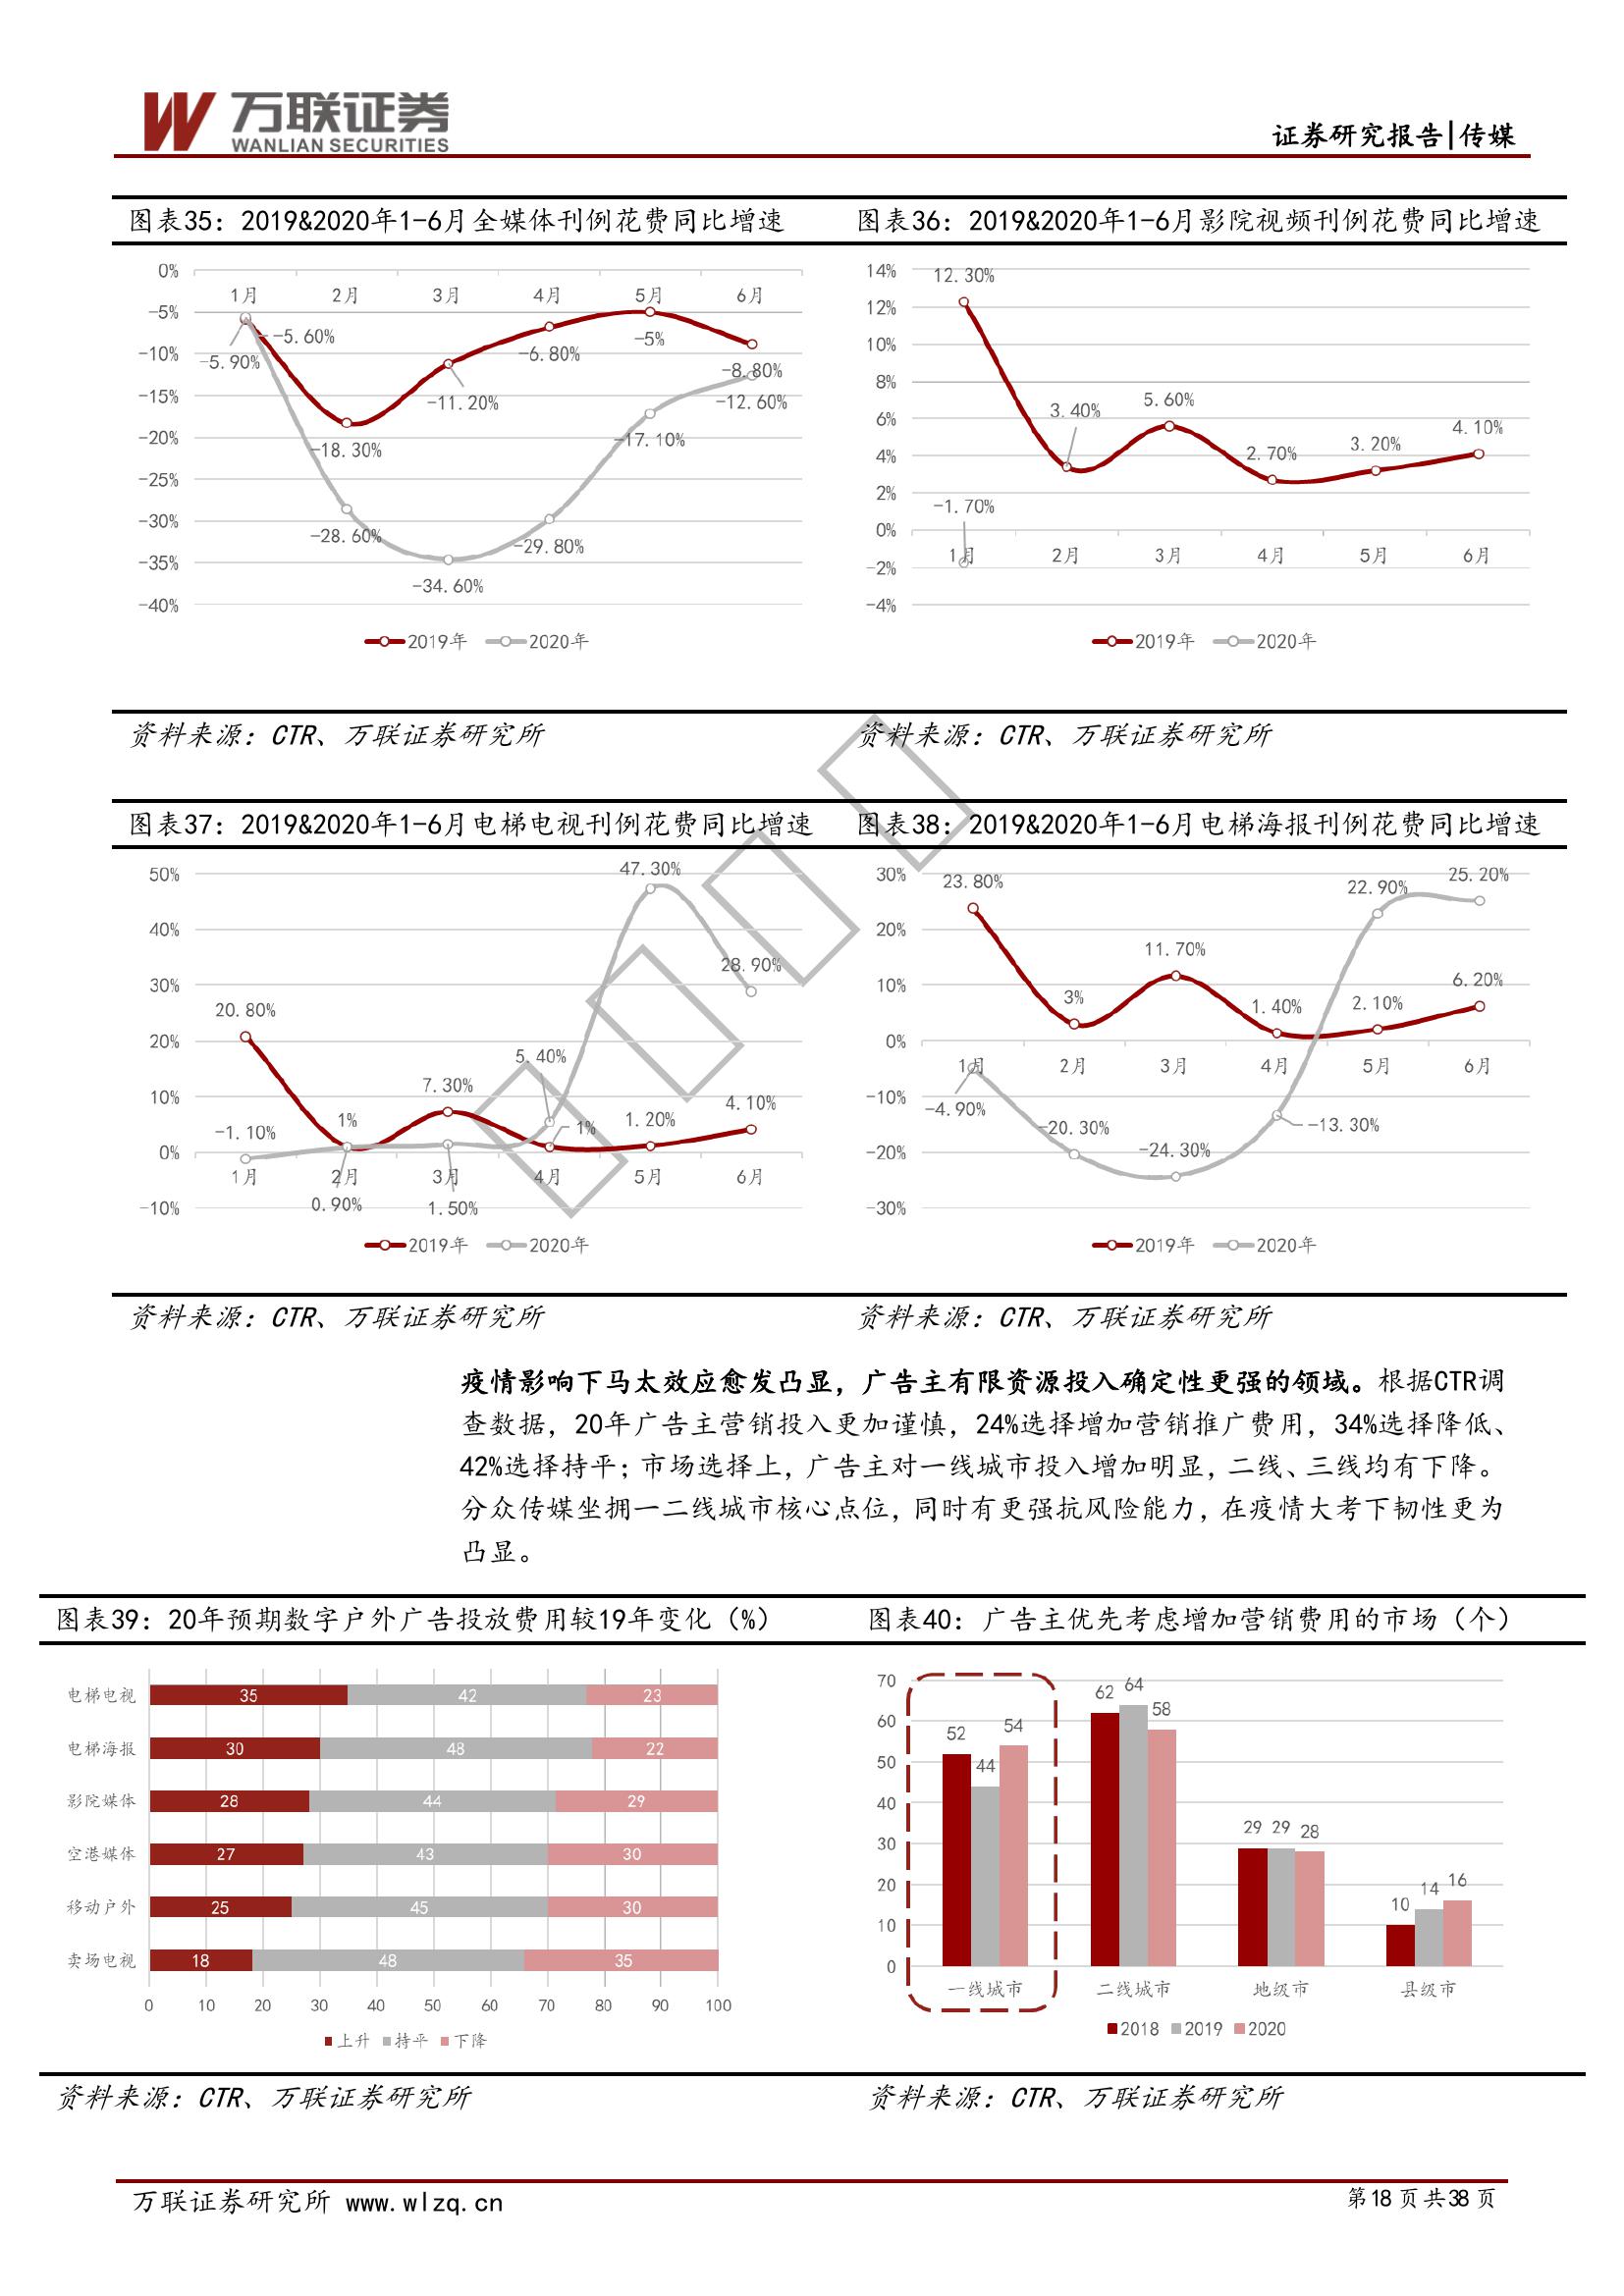 万联证券
WANLIAN SECURITIES
证券研究报告|传媒
图表35：2019&2020年1-6月全媒体刊例花费同比增速
0%
-5%
-10%
-15%
-20%
-25%
-30%
-35%
-40%
1月 2月 3月 4月 5月 6月
-5.60%
-5.90%
-18.30%
-11.20%
-6.80%
-5%
-8.80%
-12.60%
-17.10%
-28.60%
-34.60%
-29.80%
2019年 2020年
图表36：2019&2020年1-6月影院视频刊例花费同比增速
14%
12%
10%
8%
6%
4%
2%
0%
-2%
-4%
12.30%
3.40%
5.60%
2.70%
3.20%
4.10%
-1.70%
1月 2月 3月 4月 5月 6月
2019年 2020年
资料来源：CTR、万联证券研究所
资料来源：CTR、万联证券研究所
图表37：2019&2020年1-6月电梯电视刊例花费同比增速
50%
40%
30%
20%
10%
0%
-10%
47.30%
28.90%
20.80%
5.40%
7.30%
-1.10%
1%
1%
1.20%
4.10%
1月 2月 3月 4月 5月 6月
0.90%
1.50%
2019年 2020年
图表38：2019&2020年1-6月电梯海报刊例花费同比增速
30%
20%
10%
0%
-10%
-20%
-30%
23.80%
3%
11.70%
1.40%
2.10%
6.20%
22.90%
25.20%
1月 2月 3月 4月 5月 6月
-4.90%
-20.30%
-24.30%
-13.30%
2019年 2020年
资料来源：CTR、万联证券研究所
资料来源：CTR、万联证券研究所
疫情影响下马太效应愈发凸显，广告主有限资源投入确定性更强的领域。根据CTR调
查数据，20年广告主营销投入更加谨慎，24%选择增加营销推广费用，34%选择降低、
42%选择持平；市场选择上，广告主对一线城市投入增加明显，二线、三线均有下降。
分众传媒坐拥一二线城市核心点位，同时有更强抗风险能力，在疫情大考下韧性更为
凸显。
图表39：20年预期数字户外广告投放费用较19年变化（%）
电梯电视 35 42 23
电梯海报 30 48 22
影院媒体 28 44 29
空港媒体 27 43 30
移动户外 25 45 30
卖场电视 18 48 35
0 10 20 30 40 50 60 70 80 90 100
上升 持平 下降
图表40：广告主优先考虑增加营销费用的市场（个）
70
60
50
40
30
20
10
0
52 44 54
62 64 58
29 29 28
10 14 16
一线城市 二线城市 地级市 县级市
2018 2019 2020
资料来源：CTR、万联证券研究所
资料来源：CTR、万联证券研究所
万联证券研究所 www.wlzq.cn
第18页共38页